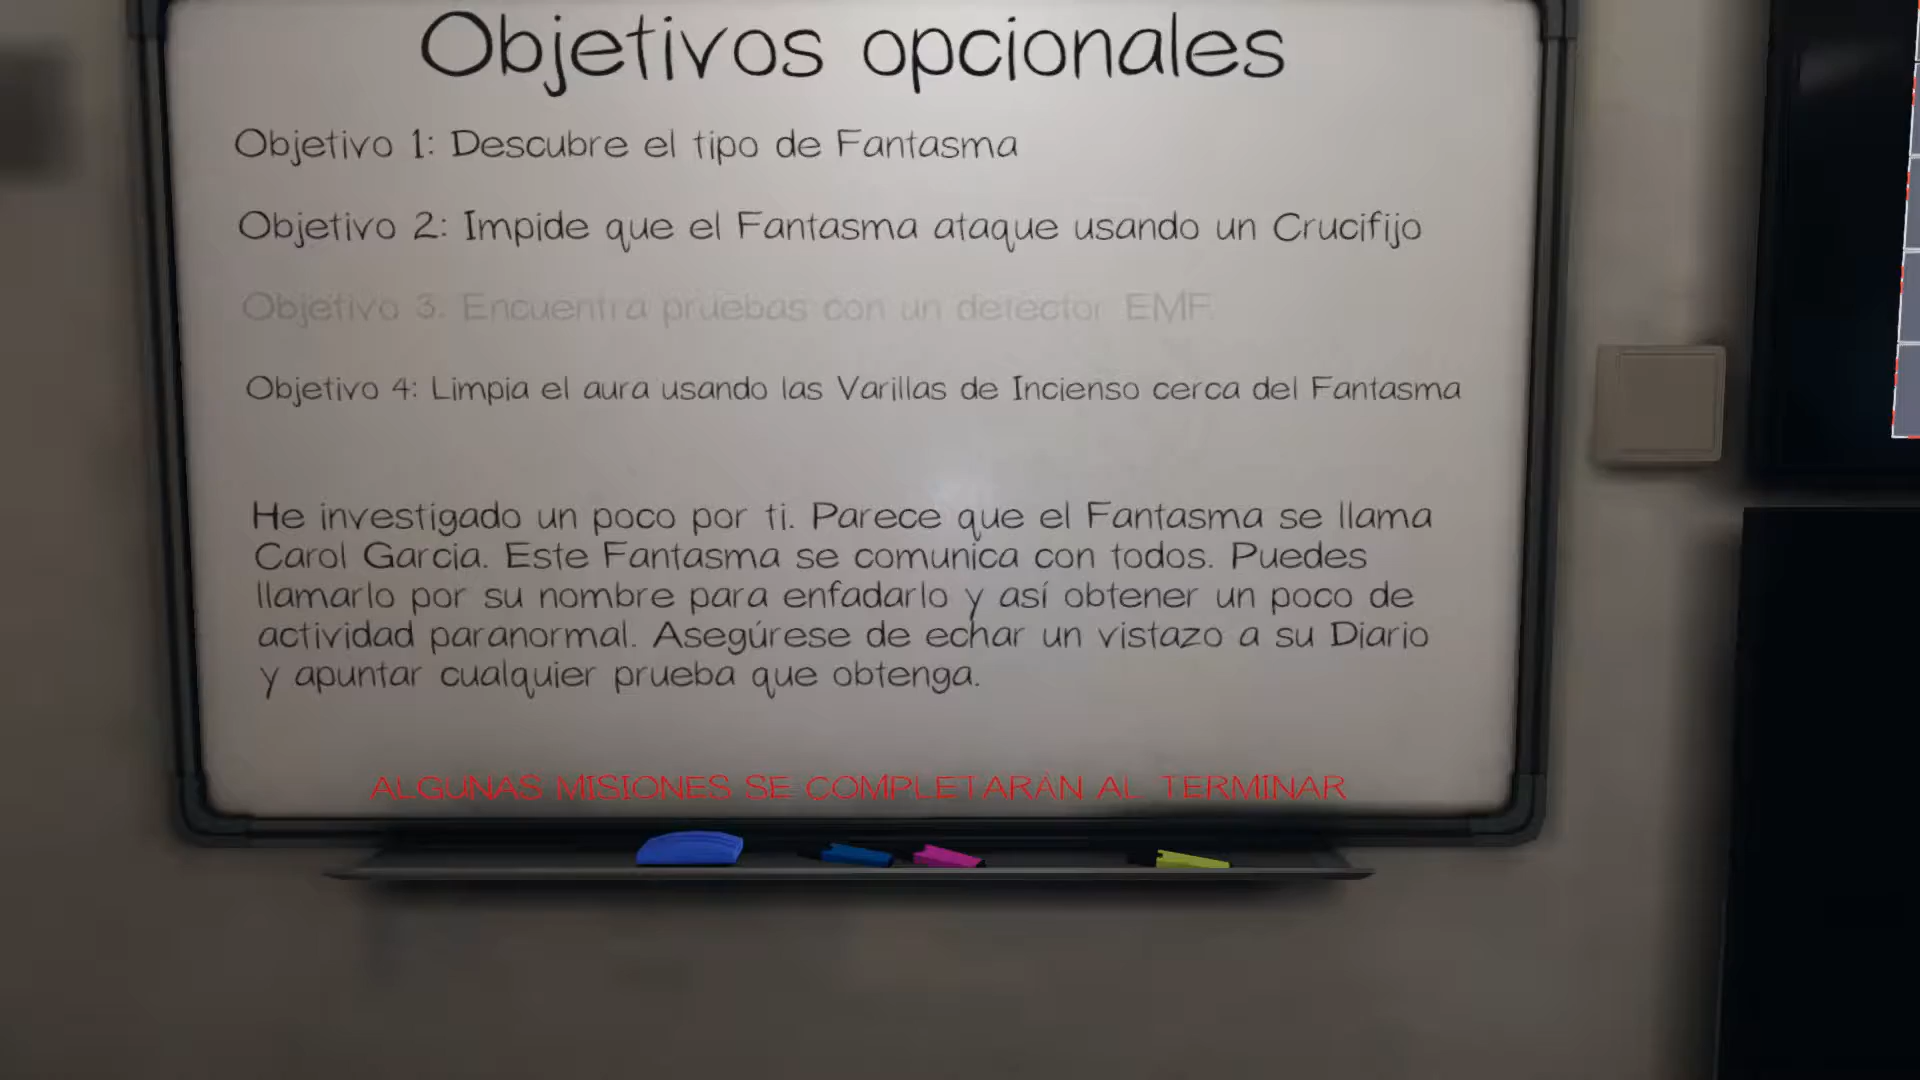 Objetivos opcionales
Objetivo 1: Descubre el tipo de Fantasma
Objetivo 2: Impide que el Fantasma ataque usando un Crucifijo
Objetivo 3: Encuentra pruebas con un detector EMF.
Objetivo 4: Limpia el aura usando las Varillas de Incienso cerca del Fantasma
He investigado un poco por ti. Parece que el Fantasma se llama
Carol Garcia. Este Fantasma se comunica con todos. Puedes
llamarlo por su nombre para enfadarlo y así obtener un poco de
actividad paranormal. Asegúrese de echar un vistazo a su Diario
y apuntar cualquier prueba que obtenga.
ALGUNAS MISIONES SE COMPLETARÁN AL TERMINAR